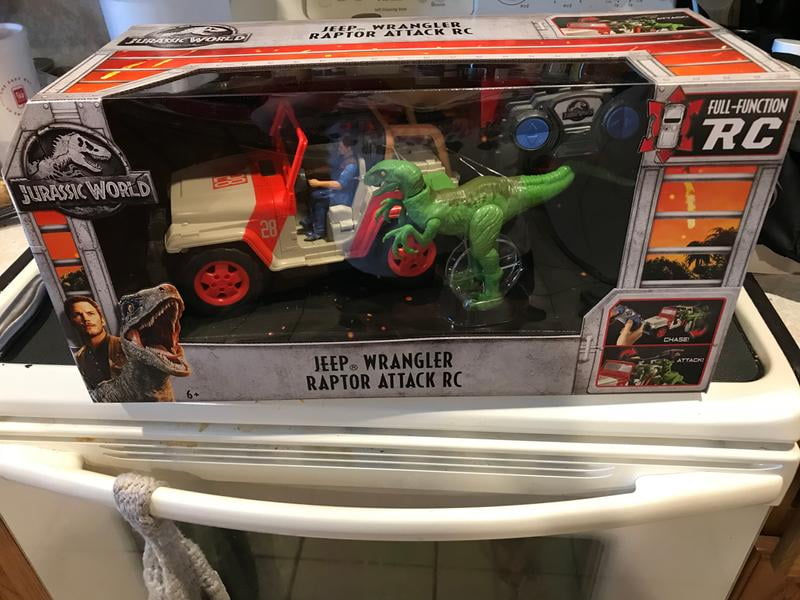 JURASSIC WORLD
JEEP® WRANGLER
RAPTOR ATTACK RC
FULL-FUNCTION
RC
JURASSIC WORLD
28
CHASE!
ATTACK!
JEEP® WRANGLER
RAPTOR ATTACK RC
6+